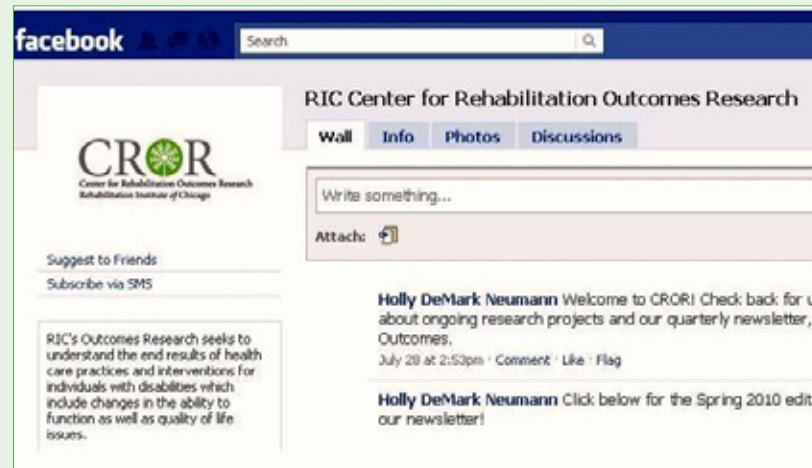 facebook
Search
RIC Center for Rehabilitation Outcomes Research
Wall Info Photos Discussions
CROR
Center for Rehabilitation Outcomes Research
Rehabilitation Institute of Chicago
Write something...
Attach:
Suggest to Friends
Subscribe via SMS
RIC's Outcomes Research seeks to
understand the end results of health
care practices and interventions for
individuals with disabilities which
include changes in the ability to
function as well as quality of life
issues.
Holly DeMark Neumann Welcome to CROR! Check back for u
about ongoing research projects and our quarterly newsletter,
Outcomes.
July 28 at 2:53pm · Comment · Like · Flag
Holly DeMark Neumann Click below for the Spring 2010 edit
our newsletter!